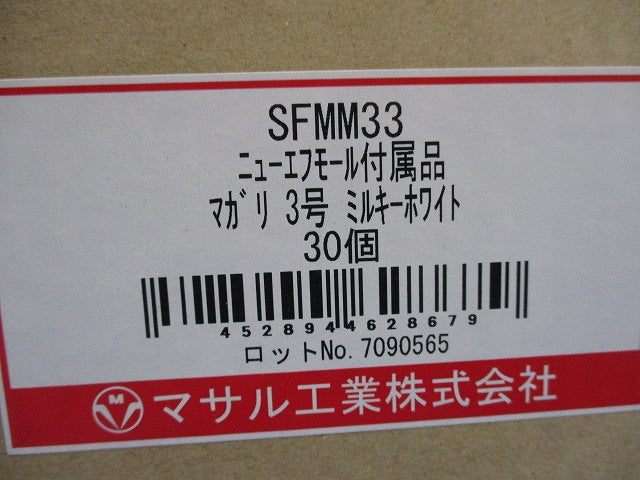 SFMM33
ニューエフモール付属品
マガリ 3号 ミルキーホワイト
30個
4528944628679
ロットNo.7090565
M マサル工業株式会社